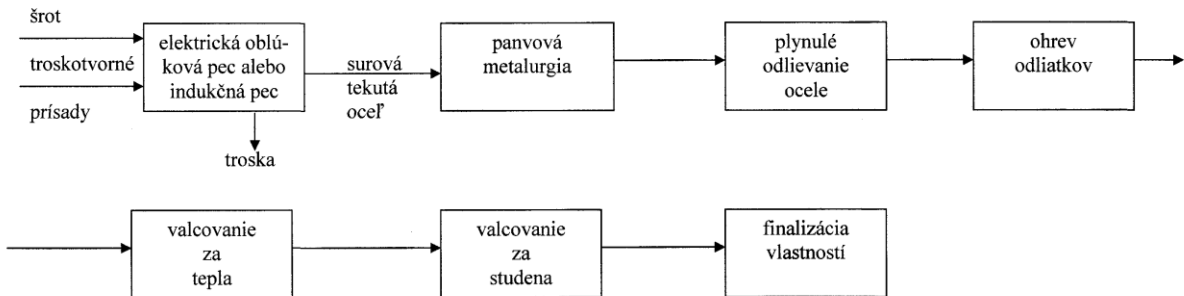 šrot
troskotvorné
prísady
elektrická oblú-
ková pec alebo
indukčná pec
troska
surová
tekutá
oceľ
panvová
metalurgia
plynulé
odlievanie
ocele
ohrev
odliatkov
valcovanie
za
tepla
valcovanie
za
studena
finalizácia
vlastností